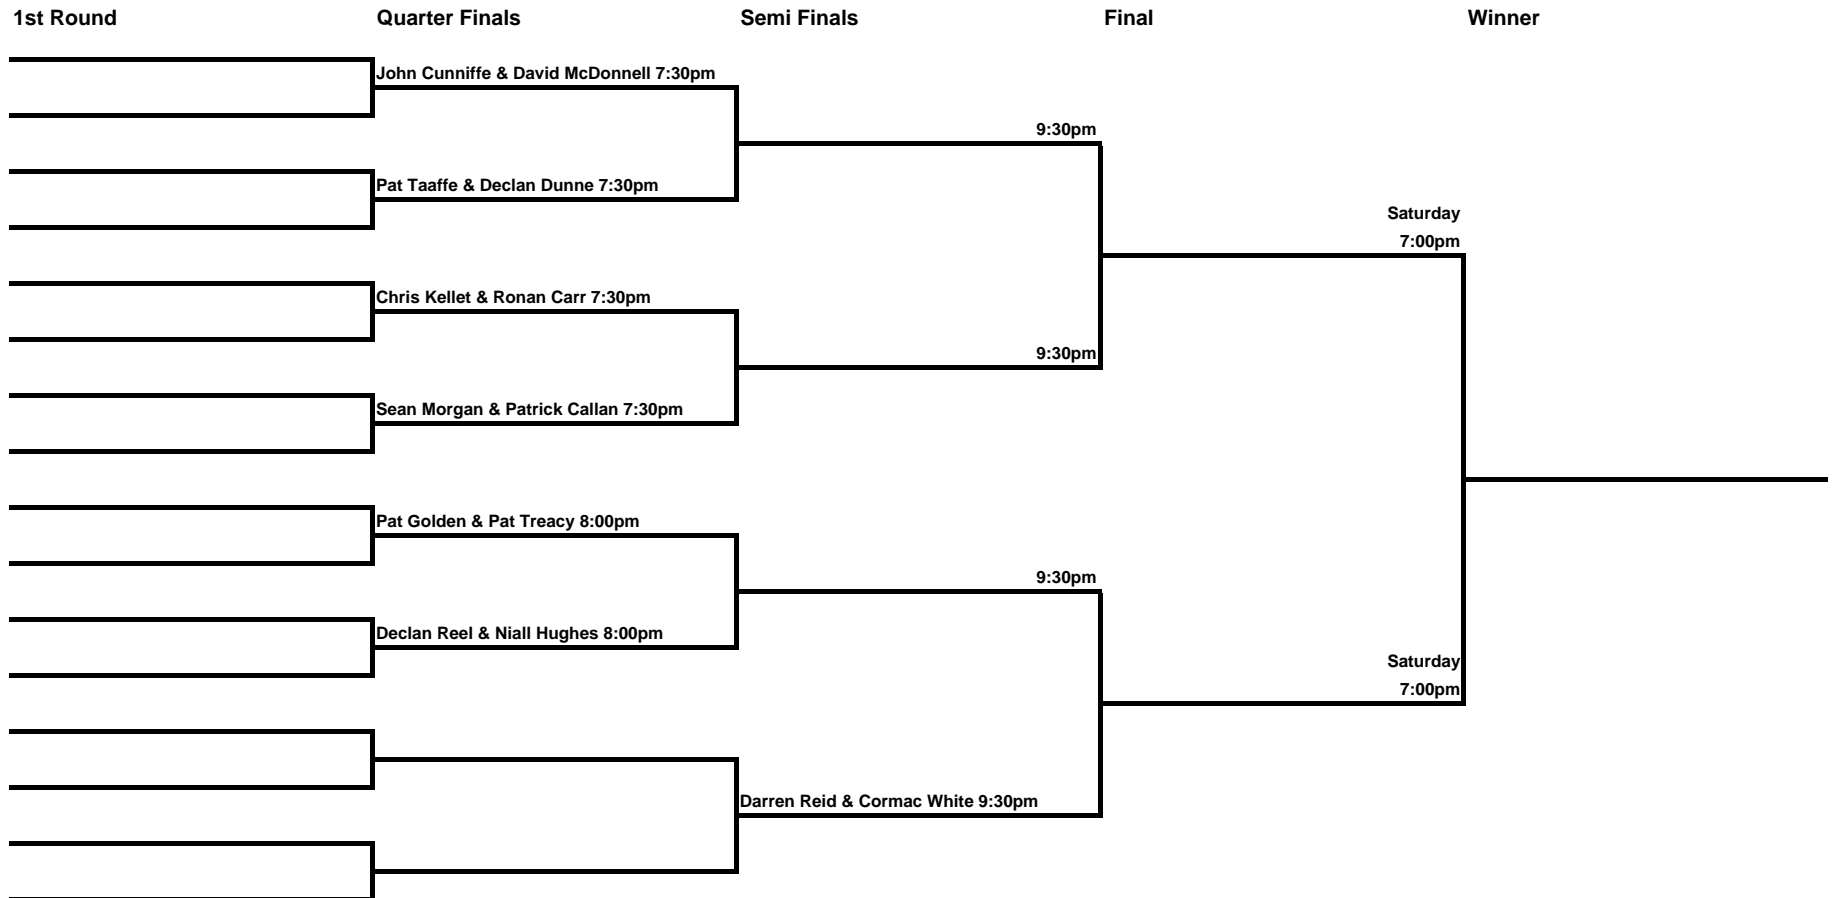 1st Round
Quarter Finals
Semi Finals
Final
Winner
John Cunniffe & David McDonnell 7:30pm
9:30pm
Pat Taaffe & Declan Dunne 7:30pm
Saturday
7:00pm
Chris Kellet & Ronan Carr 7:30pm
9:30pm
Sean Morgan & Patrick Callan 7:30pm
Pat Golden & Pat Treacy 8:00pm
9:30pm
Declan Reel & Niall Hughes 8:00pm
Saturday
7:00pm
Darren Reid & Cormac White 9:30pm